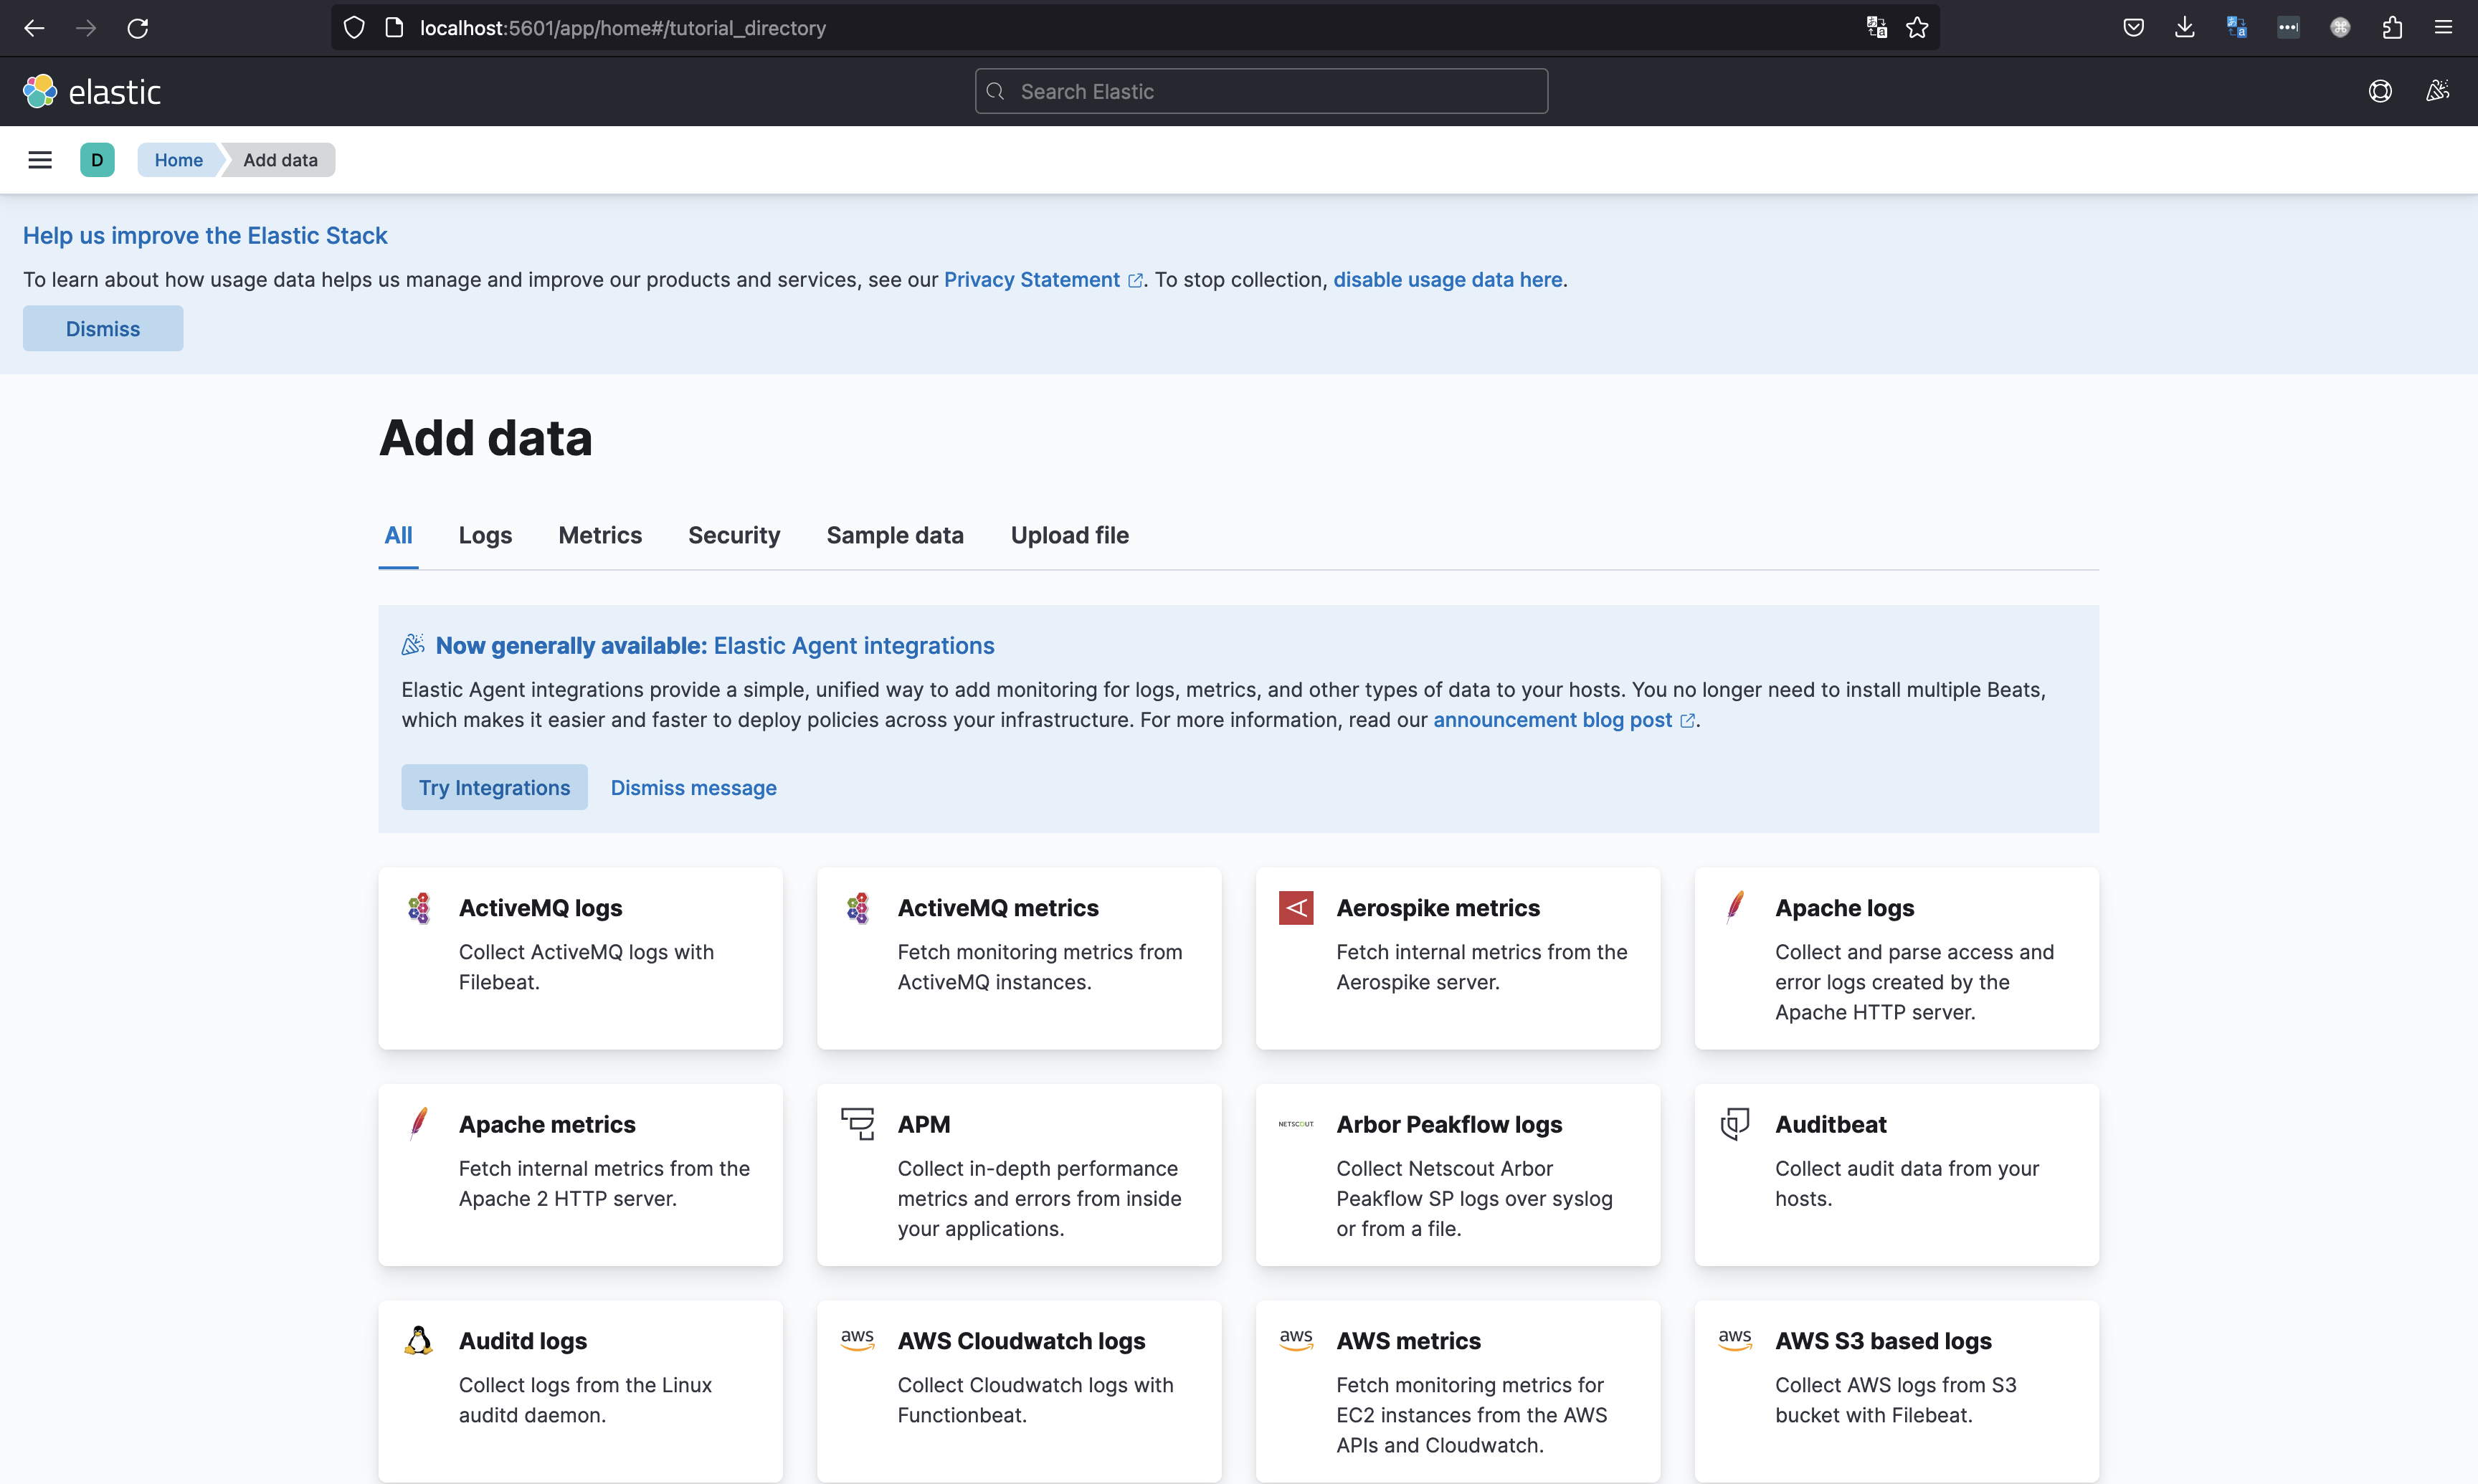 localhost:5601/app/home#/tutorial_directory
elastic
Search Elastic
D
Home
Add data
Help us improve the Elastic Stack
To learn about how usage data helps us manage and improve our products and services, see our Privacy Statement. To stop collection, disable usage data here.
Dismiss
Add data
All
Logs
Metrics
Security
Sample data
Upload file
Now generally available: Elastic Agent integrations
Elastic Agent integrations provide a simple, unified way to add monitoring for logs, metrics, and other types of data to your hosts. You no longer need to install multiple Beats,
which makes it easier and faster to deploy policies across your infrastructure. For more information, read our announcement blog post.
Try Integrations
Dismiss message
ActiveMQ logs
Collect ActiveMQ logs with
Filebeat.
ActiveMQ metrics
Fetch monitoring metrics from
ActiveMQ instances.
Aerospike metrics
Fetch internal metrics from the
Aerospike server.
Apache logs
Collect and parse access and
error logs created by the
Apache HTTP server.
Apache metrics
Fetch internal metrics from the
Apache 2 HTTP server.
APM
Collect in-depth performance
metrics and errors from inside
your applications.
NETSCOUT
Arbor Peakflow logs
Collect Netscout Arbor
Peakflow SP logs over syslog
or from a file.
Auditbeat
Collect audit data from your
hosts.
Auditd logs
Collect logs from the Linux
auditd daemon.
aws
AWS Cloudwatch logs
Collect Cloudwatch logs with
Functionbeat.
aws
AWS metrics
Fetch monitoring metrics for
EC2 instances from the AWS
APIs and Cloudwatch.
aws
AWS S3 based logs
Collect AWS logs from S3
bucket with Filebeat.